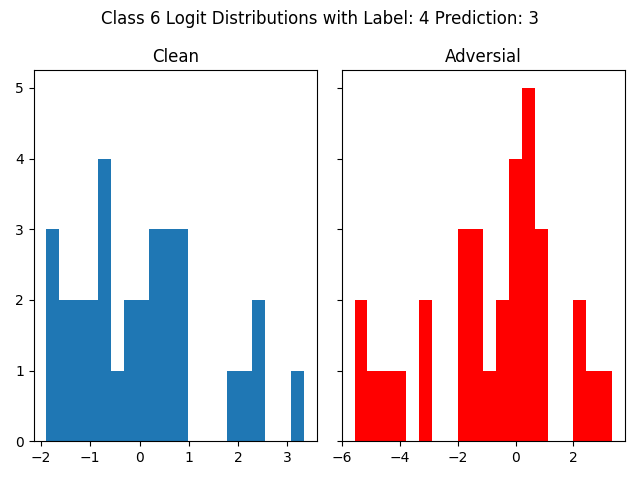 Class 6 Logit Distributions with Label: 4 Prediction: 3
Clean
Adversial
5
4
3
2
1
0
−2 −1 0 1 2 3
−6 −4 −2 0 2